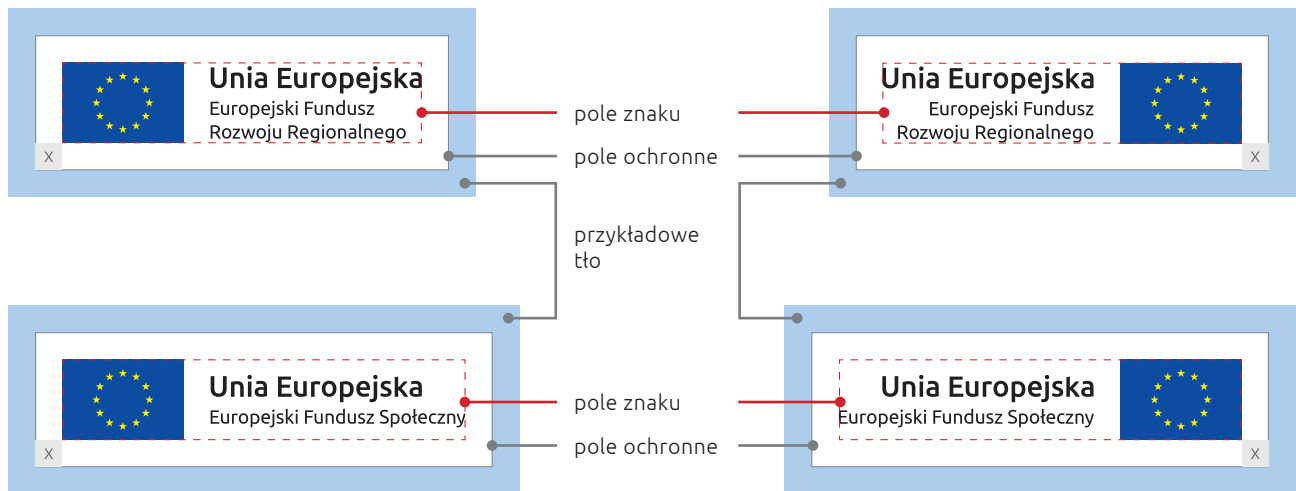 Unia Europejska
Europejski Fundusz
Rozwoju Regionalnego
X
pole znaku
pole ochronne
przykładowe
tło
Unia Europejska
Europejski Fundusz
Rozwoju Regionalnego
X
Unia Europejska
Europejski Fundusz Społeczny
X
pole znaku
pole ochronne
Unia Europejska
Europejski Fundusz Społeczny
X